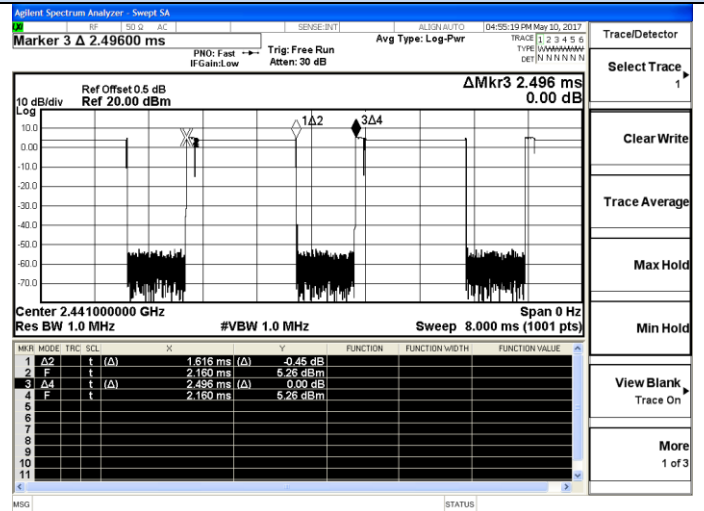 Agilent Spectrum Analyzer - Swept SA
RF 50 Ω AC SENSE:INT ALIGN AUTO 04:55:19 PM May 10, 2017
Marker 3 Δ 2.49600 ms
PNO: Fast
IFGain:Low
Trig: Free Run
Atten: 30 dB
Avg Type: Log-Pwr
TRACE 1 2 3 4 5 6
TYPE WWWWWW
DET N N N N N N
Trace/Detector
Select Trace
1
Clear Write
Trace Average
Max Hold
Min Hold
View Blank
Trace On
More
1 of 3
Ref Offset 0.5 dB
Ref 20.00 dBm
ΔMkr3 2.496 ms
0.00 dB
10 dB/div
Log
10.0
0.00
-10.0
-20.0
-30.0
-40.0
-50.0
-60.0
-70.0
1Δ2
3Δ4
Center 2.441000000 GHz Span 0 Hz
Res BW 1.0 MHz #VBW 1.0 MHz Sweep 8.000 ms (1001 pts)
MKR MODE TRC SCL X Y FUNCTION FUNCTION WIDTH FUNCTION VALUE
1 Δ2 t (Δ) 1.616 ms (Δ) -0.45 dB
2 F t 2.160 ms 5.26 dBm
3 Δ4 t (Δ) 2.496 ms (Δ) 0.00 dB
4 F t 2.160 ms 5.26 dBm
5
6
7
8
9
10
11
MSG STATUS